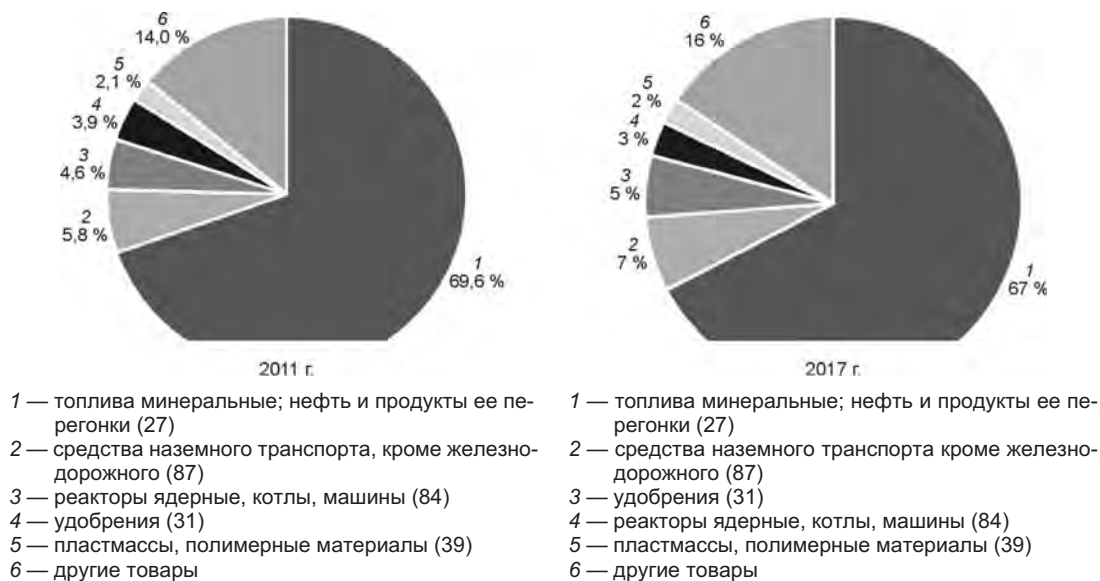 6
14,0 %
5
2,1 %
4
3,9 %
3
4,6 %
2
5,8 %
1
69,6 %
2011 г.
1 — топлива минеральные; нефть и продукты ее пе-
регонки (27)
2 — средства наземного транспорта, кроме железно-
дорожного (87)
3 — реакторы ядерные, котлы, машины (84)
4 — удобрения (31)
5 — пластмассы, полимерные материалы (39)
6 — другие товары
6
16 %
5
2 %
4
3 %
3
5 %
2
7 %
1
67 %
2017 г.
1 — топлива минеральные; нефть и продукты ее пе-
регонки (27)
2 — средства наземного транспорта кроме железно-
дорожного (87)
3 — удобрения (31)
4 — реакторы ядерные, котлы, машины (84)
5 — пластмассы, полимерные материалы (39)
6 — другие товары